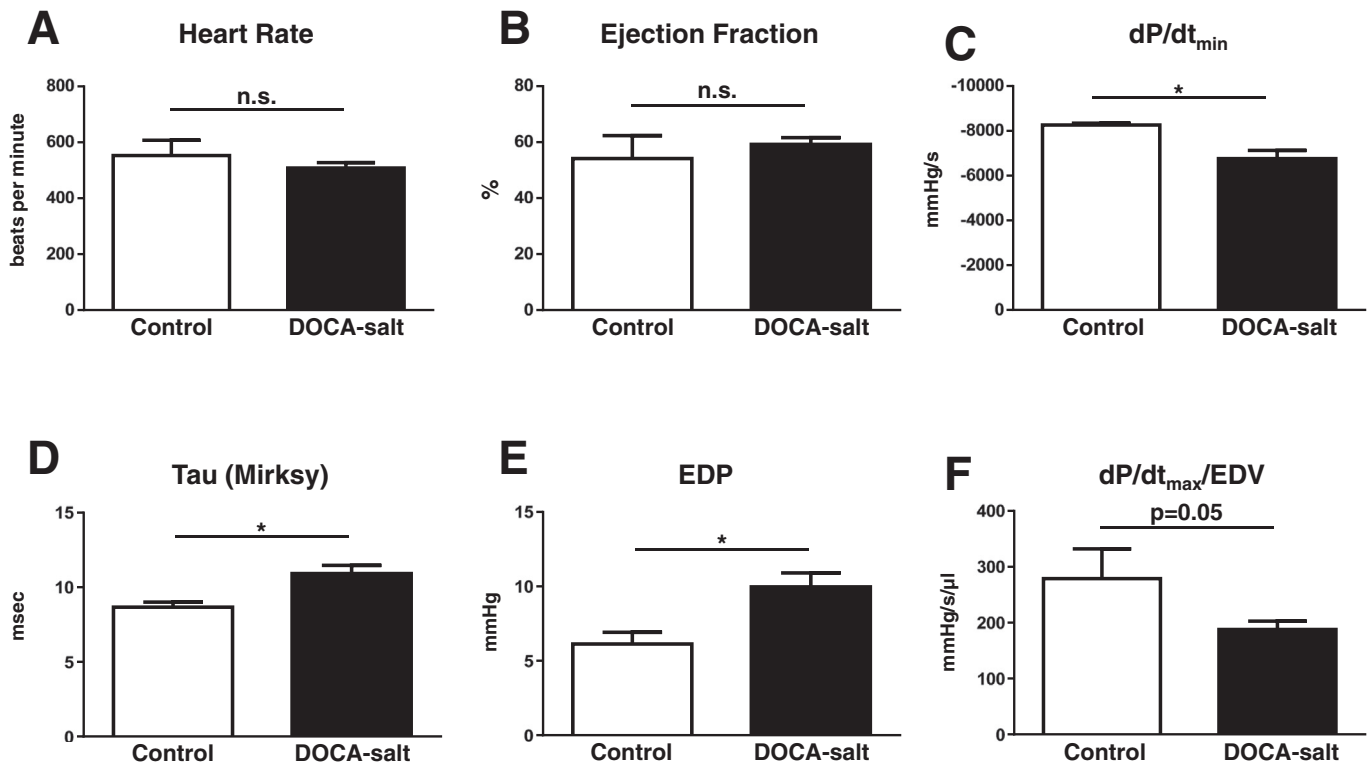 A
Heart Rate
beats per minute
800
600
400
200
0
n.s.
Control
DOCA-salt
B
Ejection Fraction
%
80
60
40
20
0
n.s.
Control
DOCA-salt
C
dP/dtmin
mmHg/s
-10000
-8000
-6000
-4000
-2000
0
*
Control
DOCA-salt
D
Tau (Mirksy)
msec
15
10
5
0
*
Control
DOCA-salt
E
EDP
mmHg
15
10
5
0
*
Control
DOCA-salt
F
dP/dtmax/EDV
mmHg/s/µl
400
300
200
100
0
p=0.05
Control
DOCA-salt